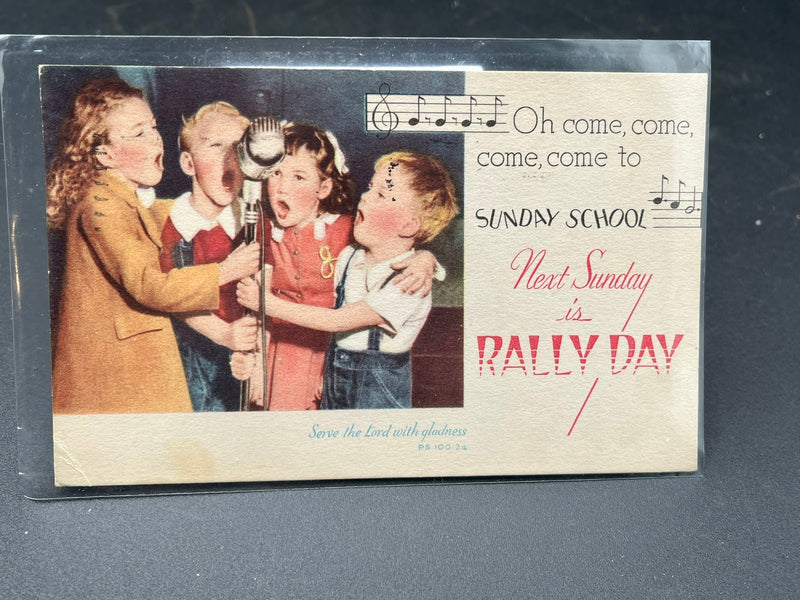 Oh come, come,
come, come to
SUNDAY SCHOOL
Next Sunday
is
RALLY DAY
Serve the Lord with gladness
PS. 100:2a